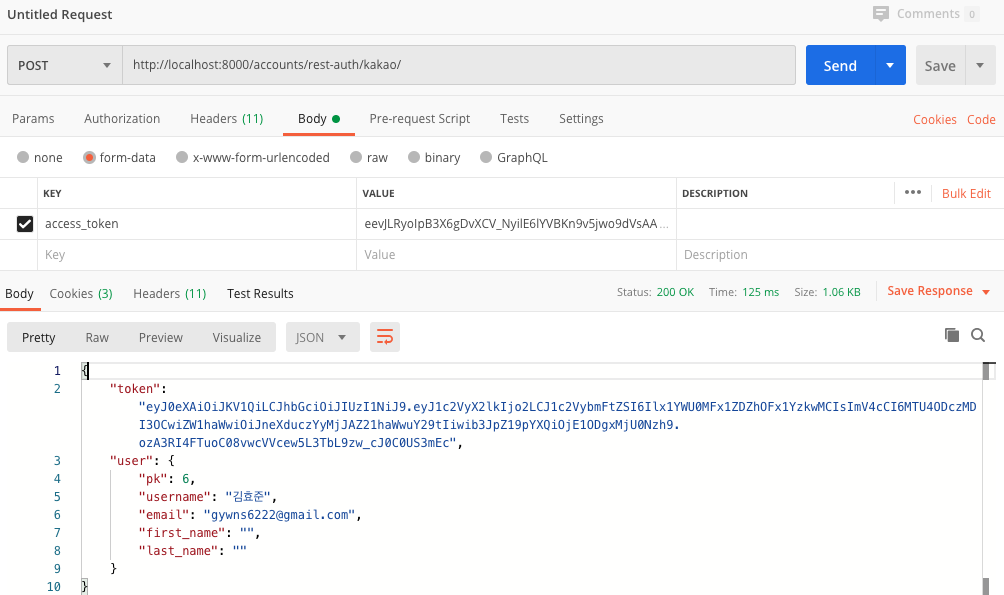 Untitled Request
Comments 0
POST
http://localhost:8000/accounts/rest-auth/kakao/
Send
Save
Params Authorization Headers (11) Body Pre-request Script Tests Settings Cookies Code
none form-data x-www-form-urlencoded raw binary GraphQL
KEY VALUE DESCRIPTION ••• Bulk Edit
access_token eevJLRyoIpB3X6gDvXCV_NyilE6lYVBKn9v5jwo9dVsAA ...
Key Value Description
Body Cookies (3) Headers (11) Test Results Status: 200 OK Time: 125 ms Size: 1.06 KB Save Response
Pretty Raw Preview Visualize JSON
1 {
2 "token":
"eyJ0eXAiOiJKV1QiLCJhbGciOiJIUzI1NiJ9.eyJ1c2VyX2lkIjo2LCJ1c2VybmFtZSI6Ilx1YWU0MFx1ZDZhOFx1YzkwMCIsImV4cCI6MTU4ODczMD
I3OCwiZW1haWwiOiJneXduczYyMjJAZ21haWwuY29tIiwib3JpZ19pYXQiOjE1ODgxMjU0Nzh9.
ozA3RI4FTuoC08vwcVVcew5L3TbL9zw_cJ0C0US3mEc",
3 "user": {
4 "pk": 6,
5 "username": "김효준",
6 "email": "gywns6222@gmail.com",
7 "first_name": "",
8 "last_name": ""
9 }
10 }